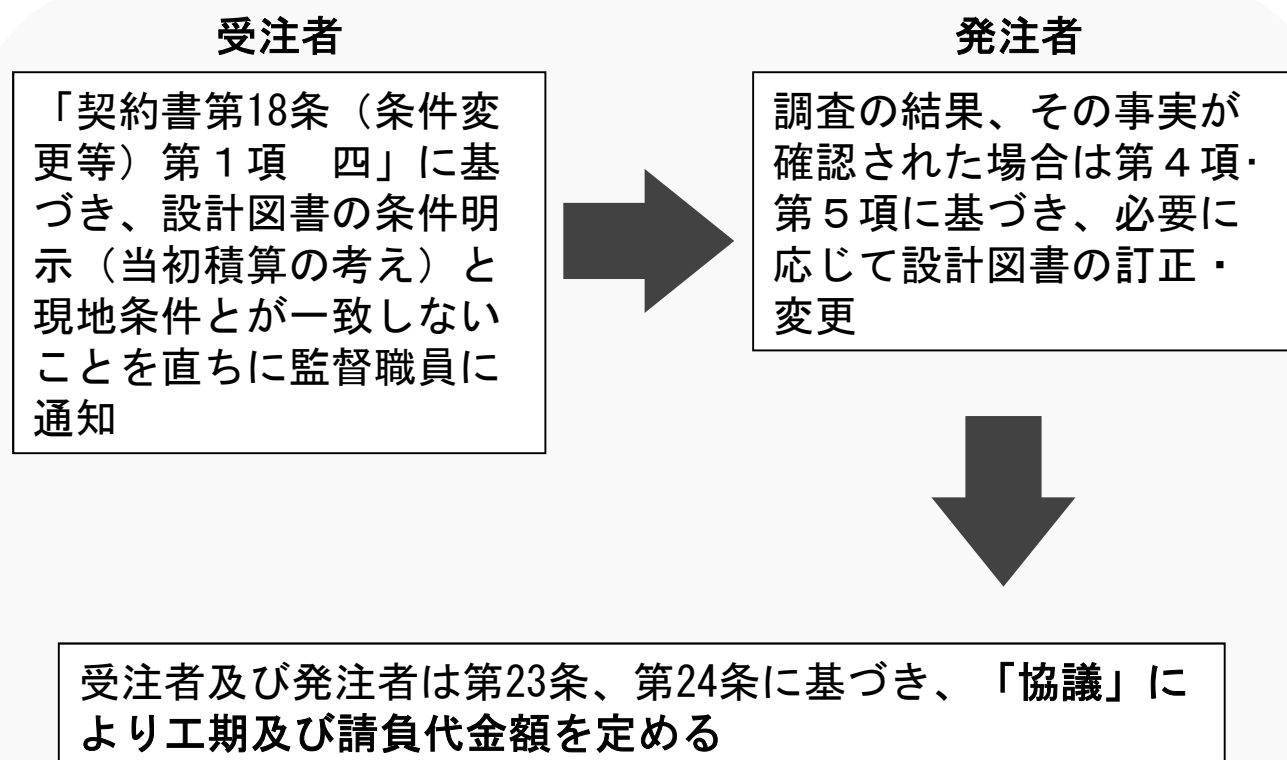 受注者
「契約書第18条（条件変
更等）第１項　四」に基
づき、設計図書の条件明
示（当初積算の考え）と
現地条件とが一致しない
ことを直ちに監督職員に
通知
発注者
調査の結果、その事実が
確認された場合は第４項･
第５項に基づき、必要に
応じて設計図書の訂正・
変更
受注者及び発注者は第23条、第24条に基づき、「協議」に
より工期及び請負代金額を定める